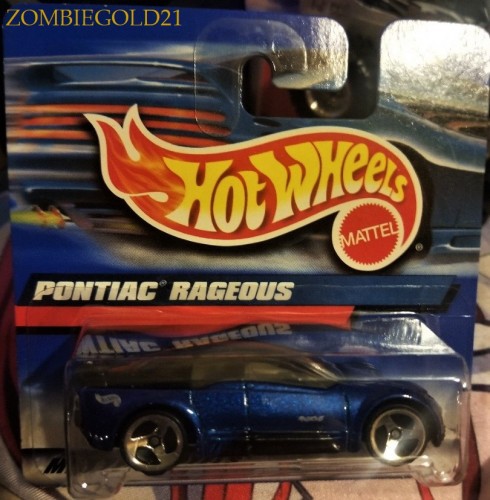 ZOMBIEGOLD21
HOT WHEELS
®
MATTEL
PONTIAC® RAGEOUS